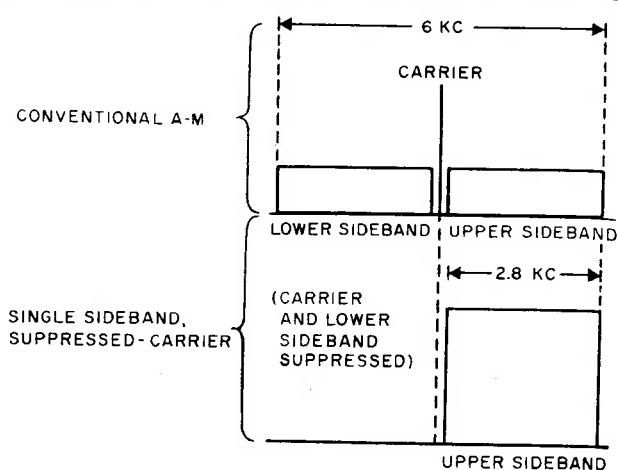 6 KC
CARRIER
CONVENTIONAL A-M
LOWER SIDEBAND
UPPER SIDEBAND
2.8 KC
SINGLE SIDEBAND,
SUPPRESSED-CARRIER
(CARRIER
AND LOWER
SIDEBAND
SUPPRESSED)
UPPER SIDEBAND